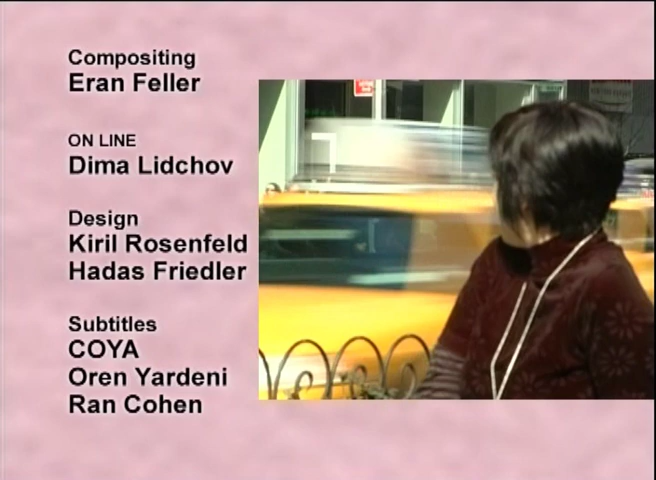 Compositing
Eran Feller
ON LINE
Dima Lidchov
Design
Kiril Rosenfeld
Hadas Friedler
Subtitles
COYA
Oren Yardeni
Ran Cohen